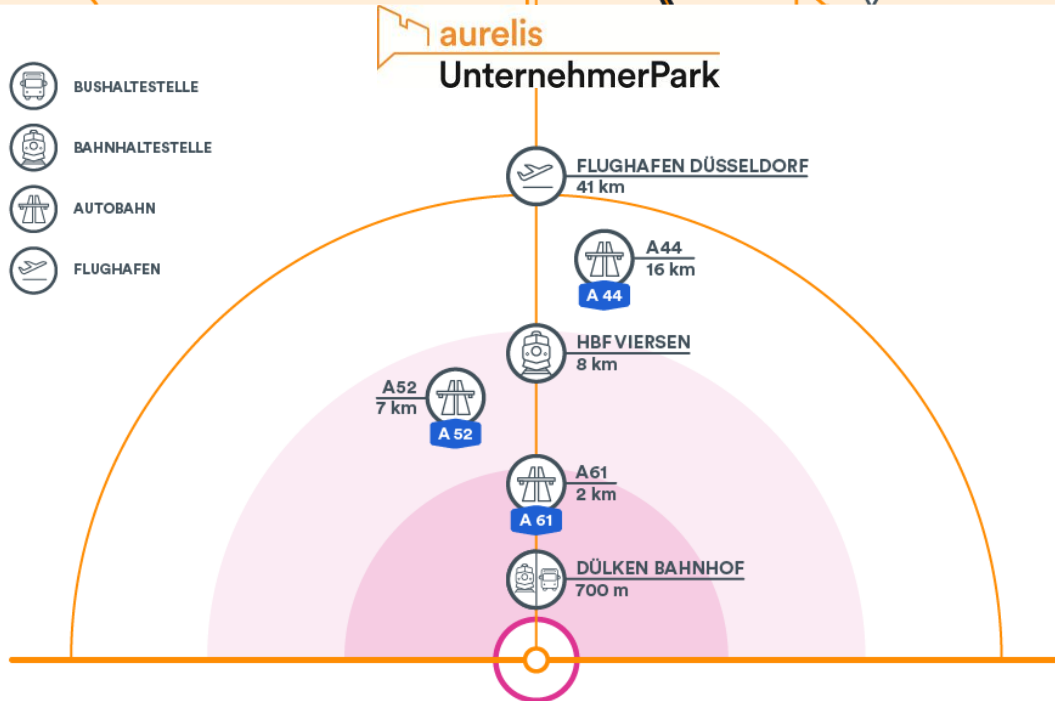 aurelis
UnternehmerPark
BUSHALTESTELLE
BAHNHALTESTELLE
AUTOBAHN
FLUGHAFEN
FLUGHAFEN DÜSSELDORF
41 km
A44
16 km
A 44
HBF VIERSEN
8 km
A52
7 km
A 52
A61
2 km
A 61
DÜLKEN BAHNHOF
700 m